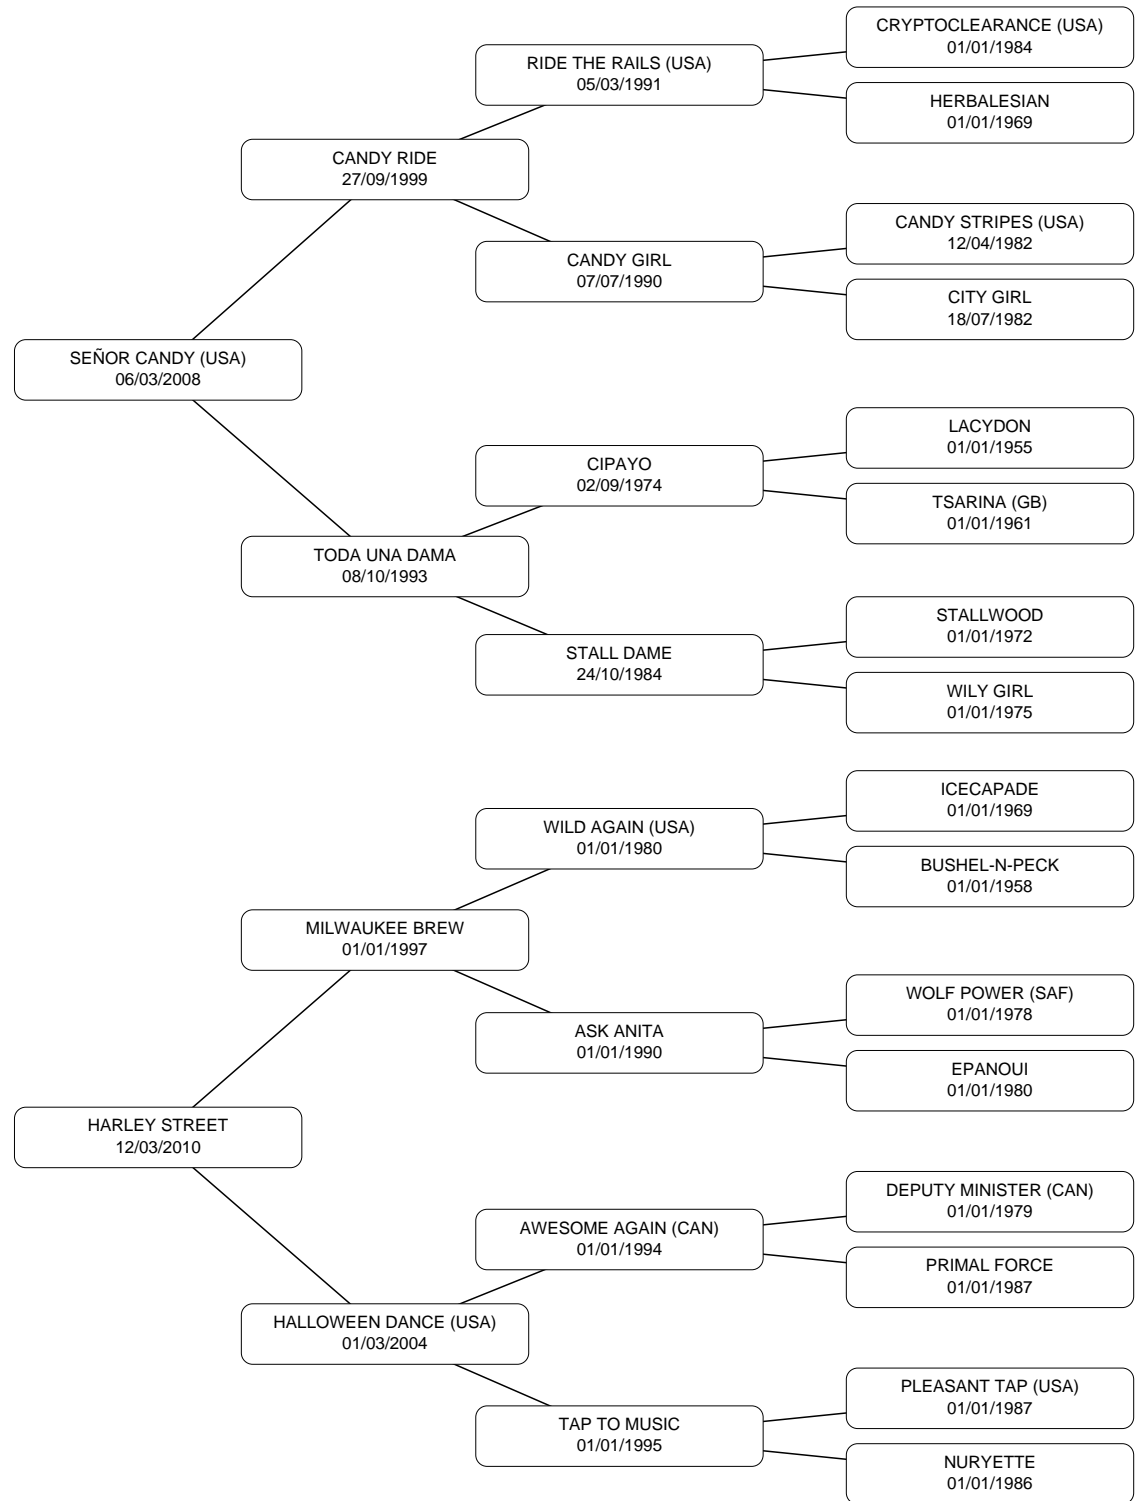 CRYPTOCLEARANCE (USA)
01/01/1984
RIDE THE RAILS (USA)
05/03/1991
HERBALESIAN
01/01/1969
CANDY RIDE
27/09/1999
CANDY STRIPES (USA)
12/04/1982
CANDY GIRL
07/07/1990
CITY GIRL
18/07/1982
SEÑOR CANDY (USA)
06/03/2008
LACYDON
01/01/1955
CIPAYO
02/09/1974
TSARINA (GB)
01/01/1961
TODA UNA DAMA
08/10/1993
STALLWOOD
01/01/1972
STALL DAME
24/10/1984
WILY GIRL
01/01/1975
ICECAPADE
01/01/1969
WILD AGAIN (USA)
01/01/1980
BUSHEL-N-PECK
01/01/1958
MILWAUKEE BREW
01/01/1997
WOLF POWER (SAF)
01/01/1978
ASK ANITA
01/01/1990
EPANOUI
01/01/1980
HARLEY STREET
12/03/2010
DEPUTY MINISTER (CAN)
01/01/1979
AWESOME AGAIN (CAN)
01/01/1994
PRIMAL FORCE
01/01/1987
HALLOWEEN DANCE (USA)
01/03/2004
PLEASANT TAP (USA)
01/01/1987
TAP TO MUSIC
01/01/1995
NURYETTE
01/01/1986